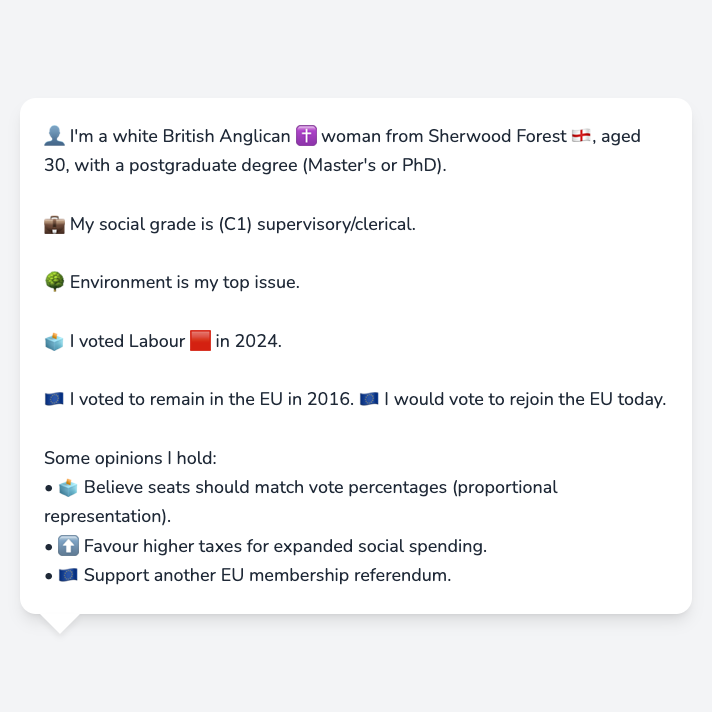 👤 I'm a white British Anglican ✝️ woman from Sherwood Forest 🏴󠁧󠁢󠁥󠁮󠁧󠁿, aged
30, with a postgraduate degree (Master's or PhD).
💼 My social grade is (C1) supervisory/clerical.
🌳 Environment is my top issue.
🗳️ I voted Labour 🟥 in 2024.
🇪🇺 I voted to remain in the EU in 2016. 🇪🇺 I would vote to rejoin the EU today.
Some opinions I hold:
• 🗳️ Believe seats should match vote percentages (proportional
representation).
• ⬆️ Favour higher taxes for expanded social spending.
• 🇪🇺 Support another EU membership referendum.